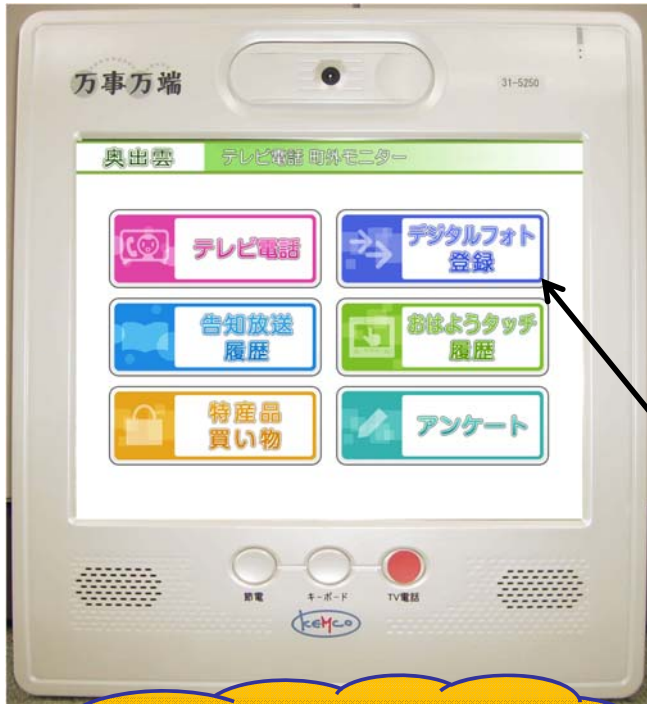 万事万端
31-5250
奥出雲 テレビ電話 町外モニター
テレビ電話
デジタルフォト
登録
告知放送
履歴
おはようタッチ
履歴
特産品
買い物
アンケート
節電 キーボード TV電話
KEMCO